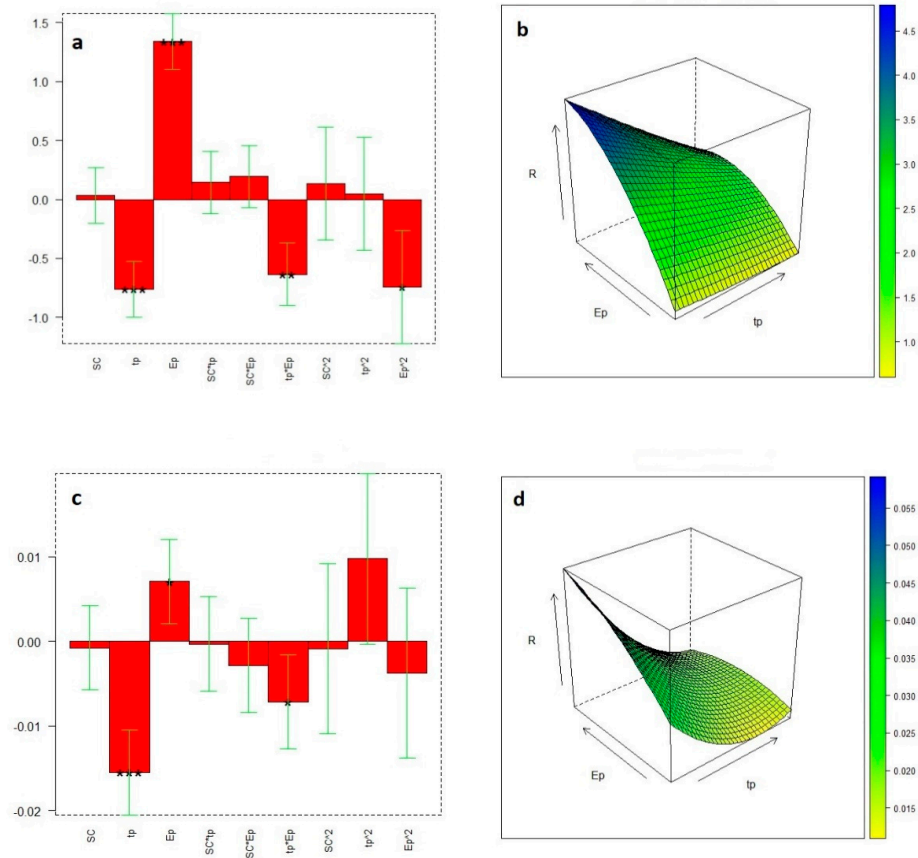 a
1.5
1.0
0.5
0.0
-0.5
-1.0
SC
tp
Ep
SC*tp
SC*Ep
tp*Ep
SC^2
tp^2
Ep^2
b
R
Ep
tp
4.5
4.0
3.5
3.0
2.5
2.0
1.5
1.0
c
0.01
0.00
-0.01
-0.02
SC
tp
Ep
SC*tp
SC*Ep
tp*Ep
SC^2
tp^2
Ep^2
d
R
Ep
tp
0.055
0.050
0.045
0.040
0.035
0.030
0.025
0.020
0.015